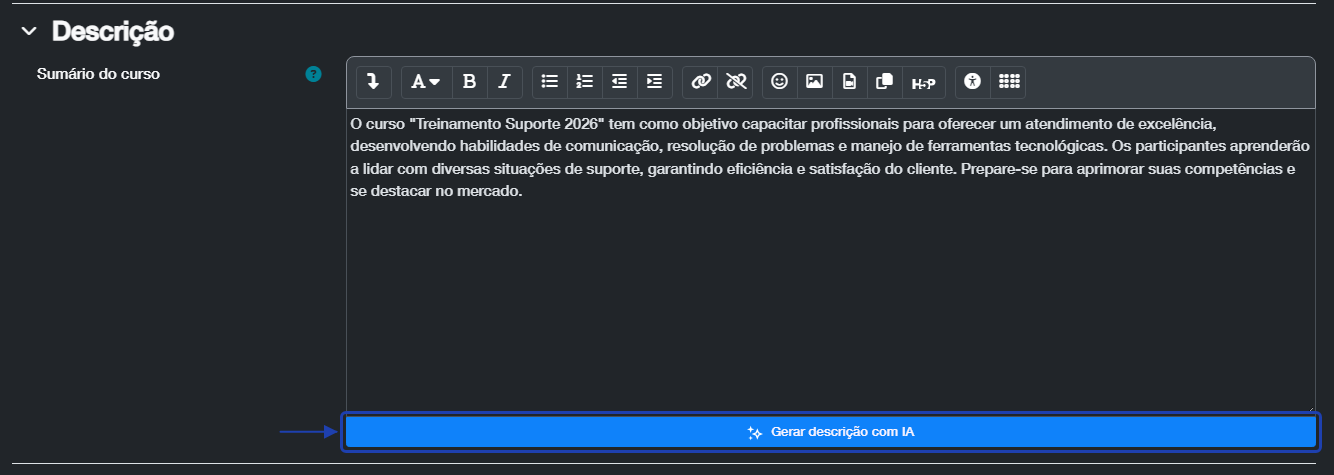 Descrição
Sumário do curso
?
A B I H-P
O curso "Treinamento Suporte 2026" tem como objetivo capacitar profissionais para oferecer um atendimento de excelência,
desenvolvendo habilidades de comunicação, resolução de problemas e manejo de ferramentas tecnológicas. Os participantes aprenderão
a lidar com diversas situações de suporte, garantindo eficiência e satisfação do cliente. Prepare-se para aprimorar suas competências e
se destacar no mercado.
Gerar descrição com IA